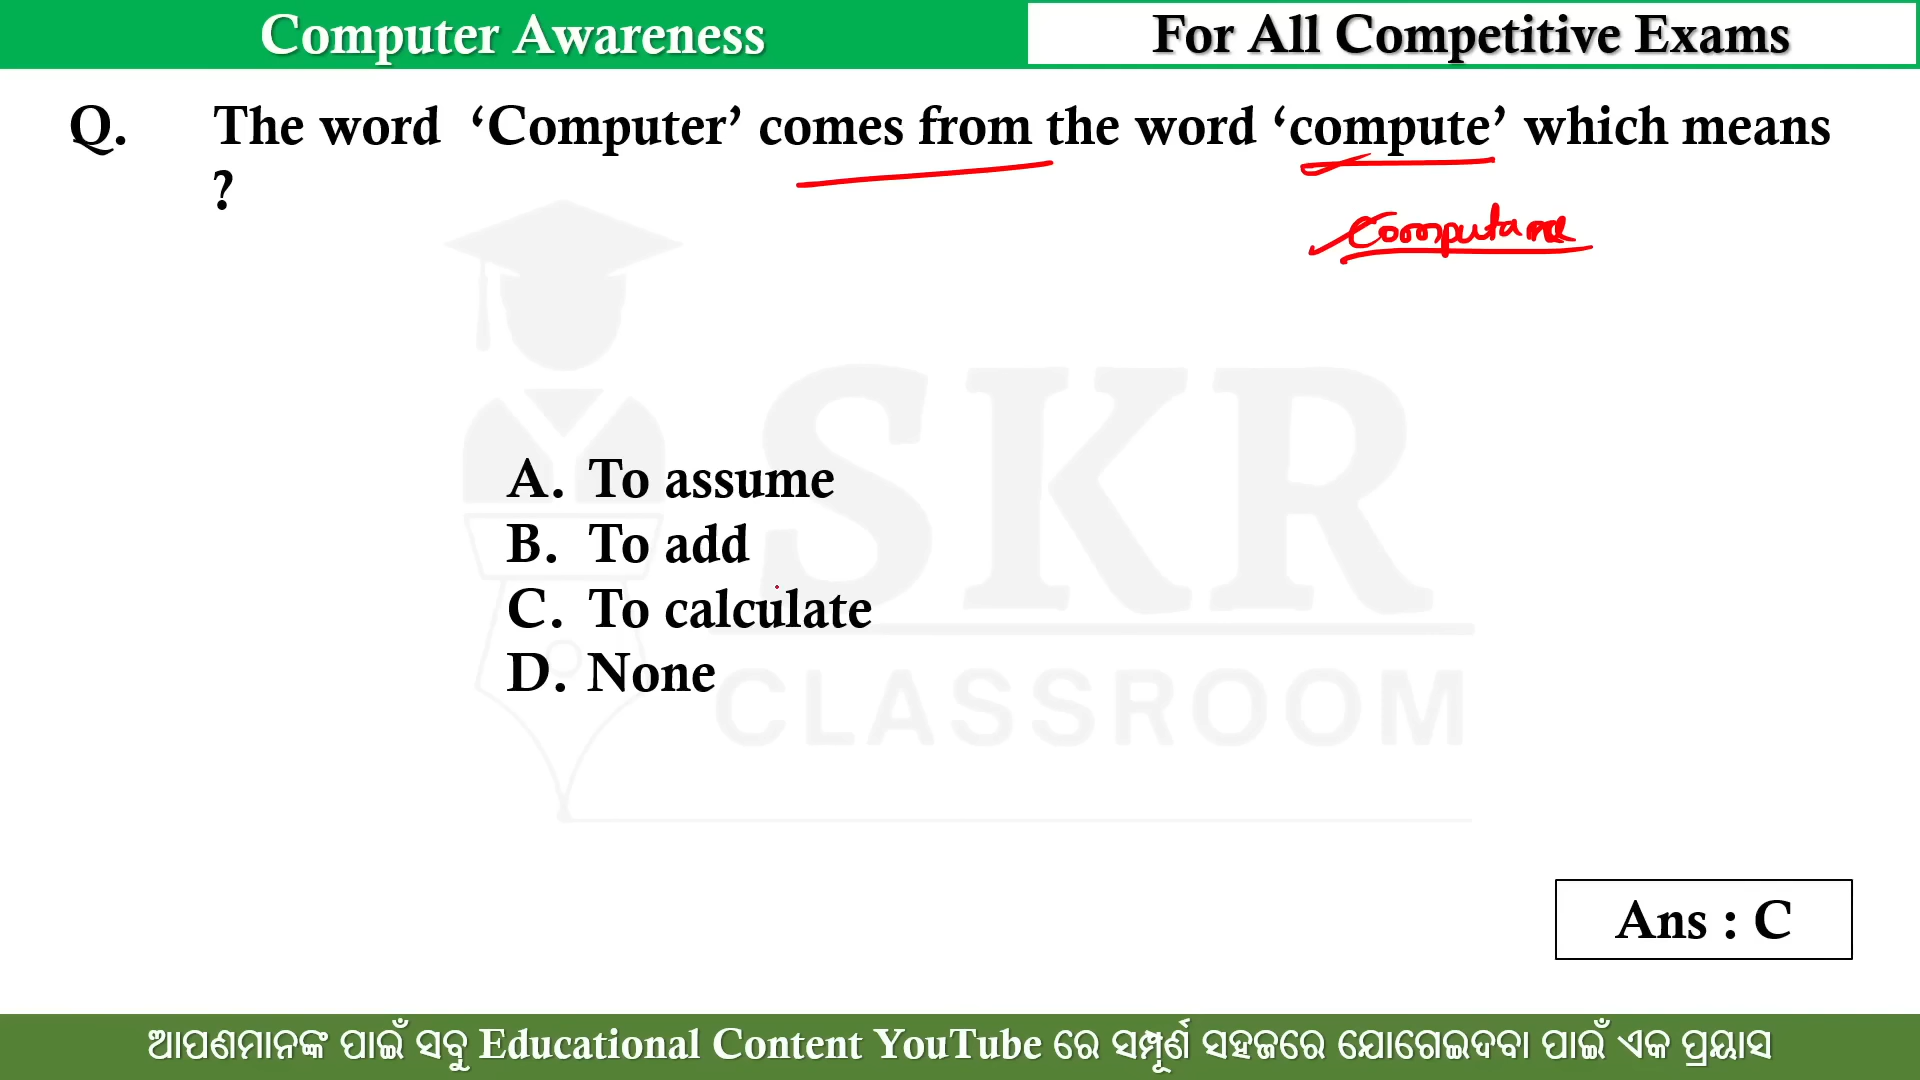 Computer Awareness
For All Competitive Exams
Q. The word ‘Computer’ comes from the word ‘compute’ which means
?
Computare
A. To assume
B. To add
C. To calculate
D. None
SKR
CLASSROOM
Ans : C
ଆପଣମାନଙ୍କ ପାଇଁ ସବୁ Educational Content YouTube ରେ ସମ୍ପୂର୍ଣ ସହଜରେ ଯୋଗେଇଦବା ପାଇଁ ଏକ ପ୍ରୟାସ